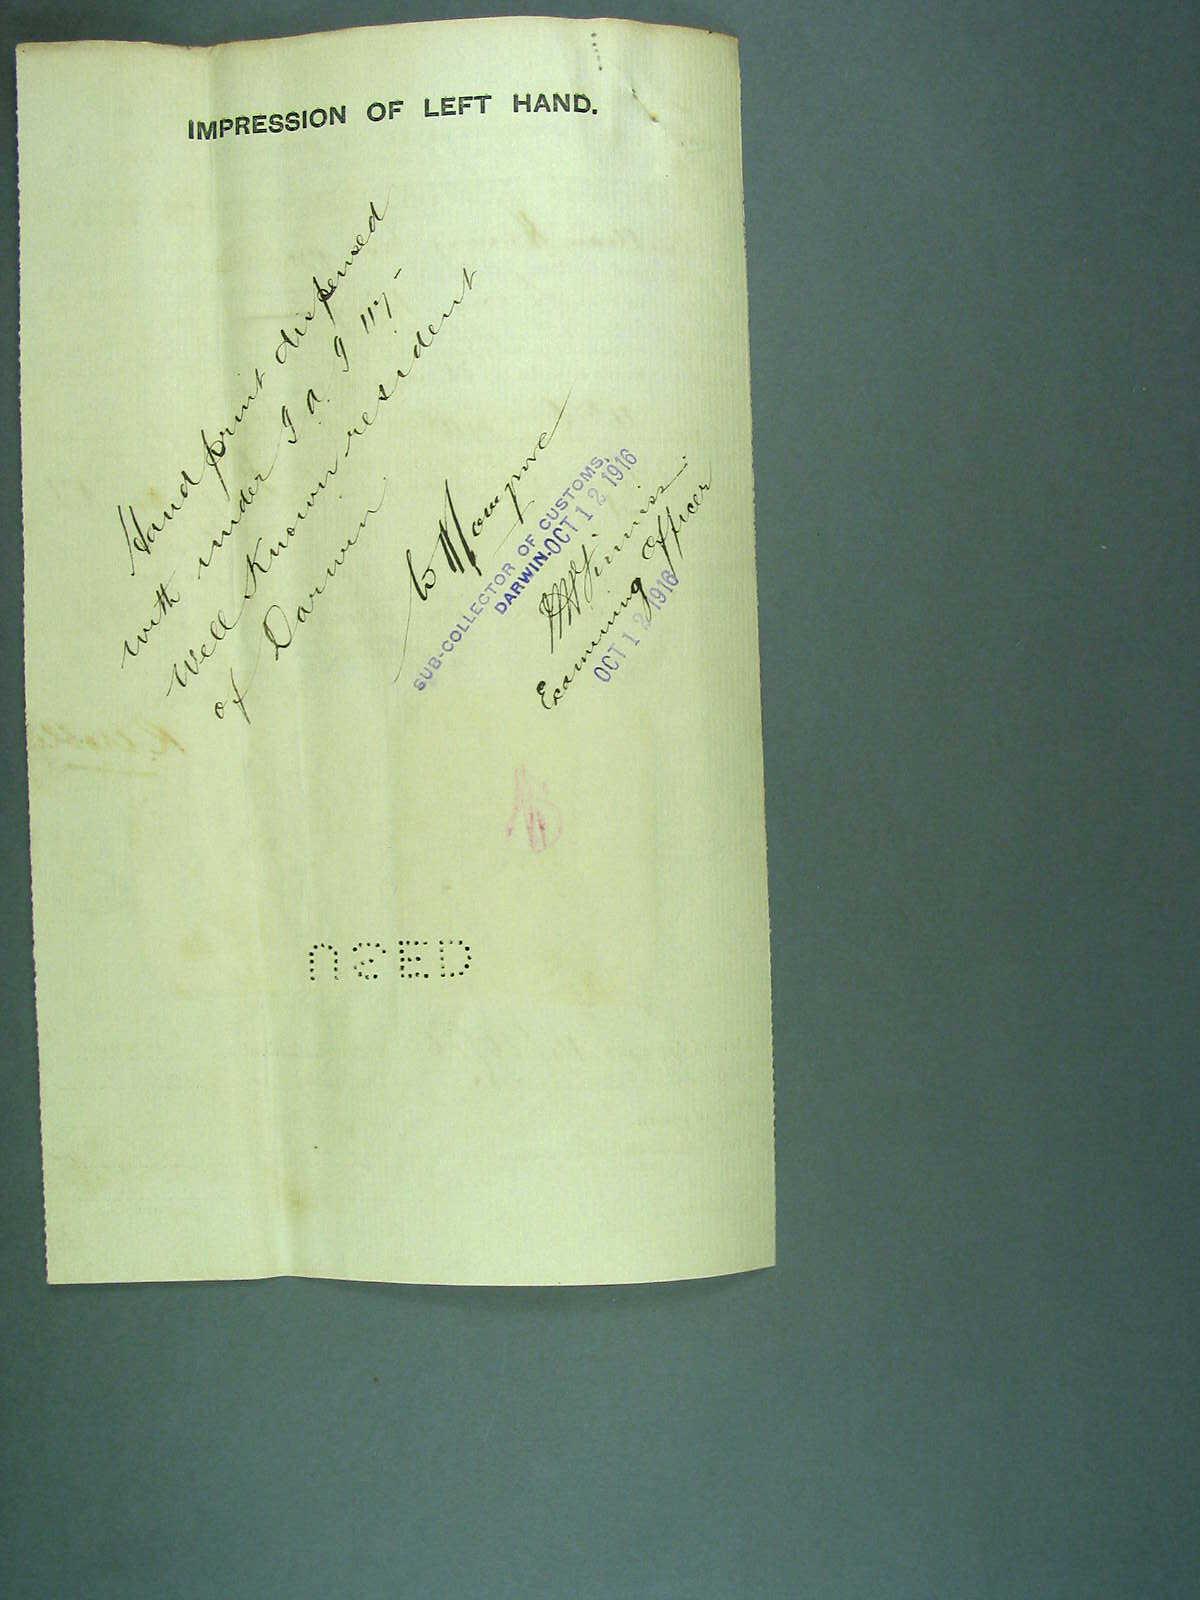 IMPRESSION OF LEFT HAND.
Hand print dispensed
with under I. a. I 117 -
Well Known resident
of Darwin
SUB-COLLECTOR OF CUSTOMS,
DARWIN. OCT 12 1916
Examining Officer
OCT 12 1916
USED